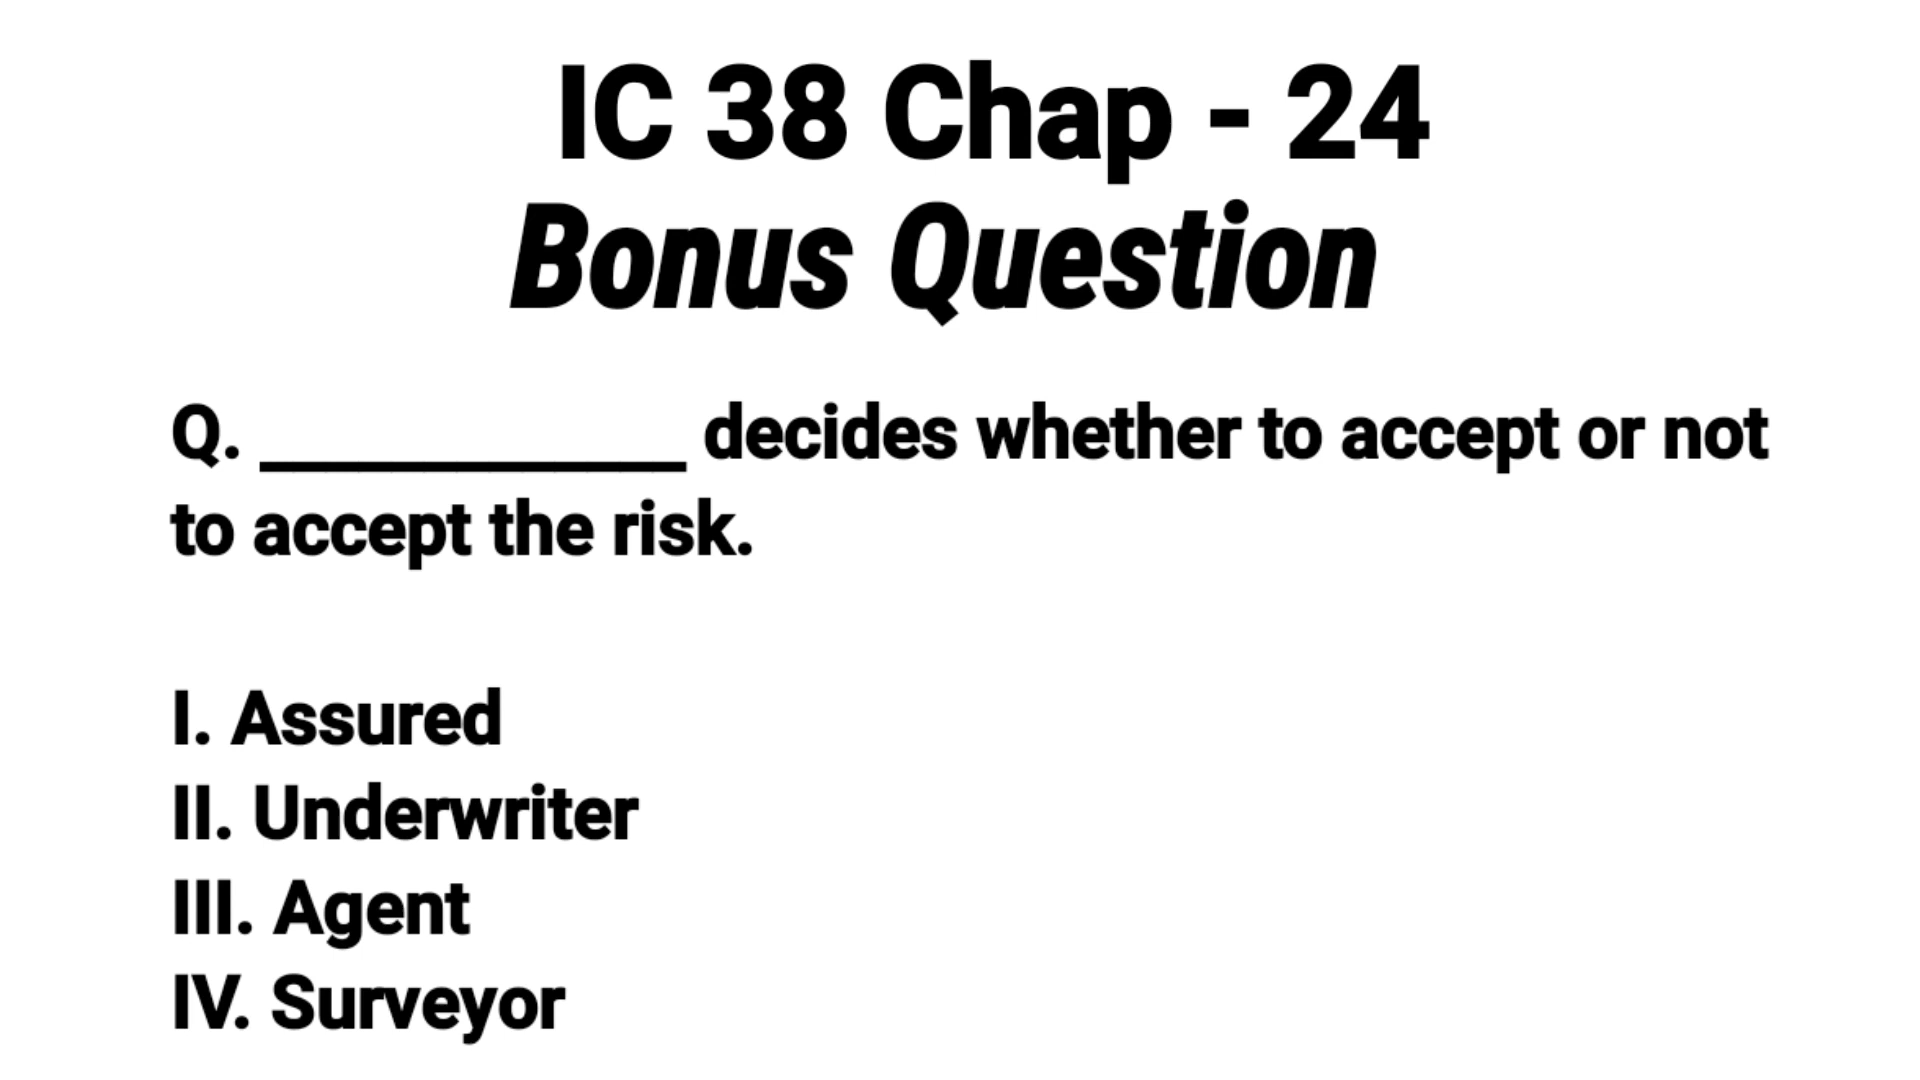 IC 38 Chap - 24
Bonus Question
Q. _____________ decides whether to accept or not
to accept the risk.
I. Assured
II. Underwriter
III. Agent
IV. Surveyor